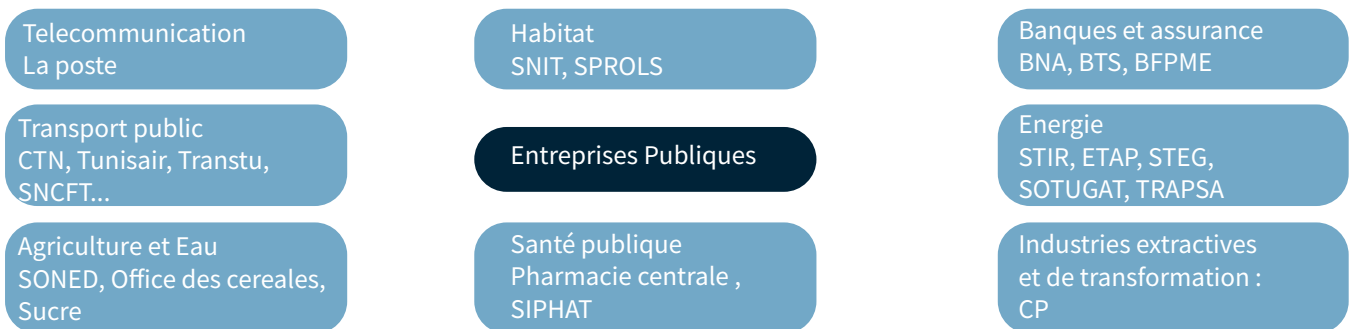 Telecommunication
La poste
Habitat
SNIT, SPROLS
Banques et assurance
BNA, BTS, BFPME
Transport public
CTN, Tunisair, Transtu,
SNCFT...
Entreprises Publiques
Energie
STIR, ETAP, STEG,
SOTUGAT, TRAPSA
Agriculture et Eau
SONED, Office des cereales,
Sucre
Santé publique
Pharmacie centrale ,
SIPHAT
Industries extractives
et de transformation :
CP